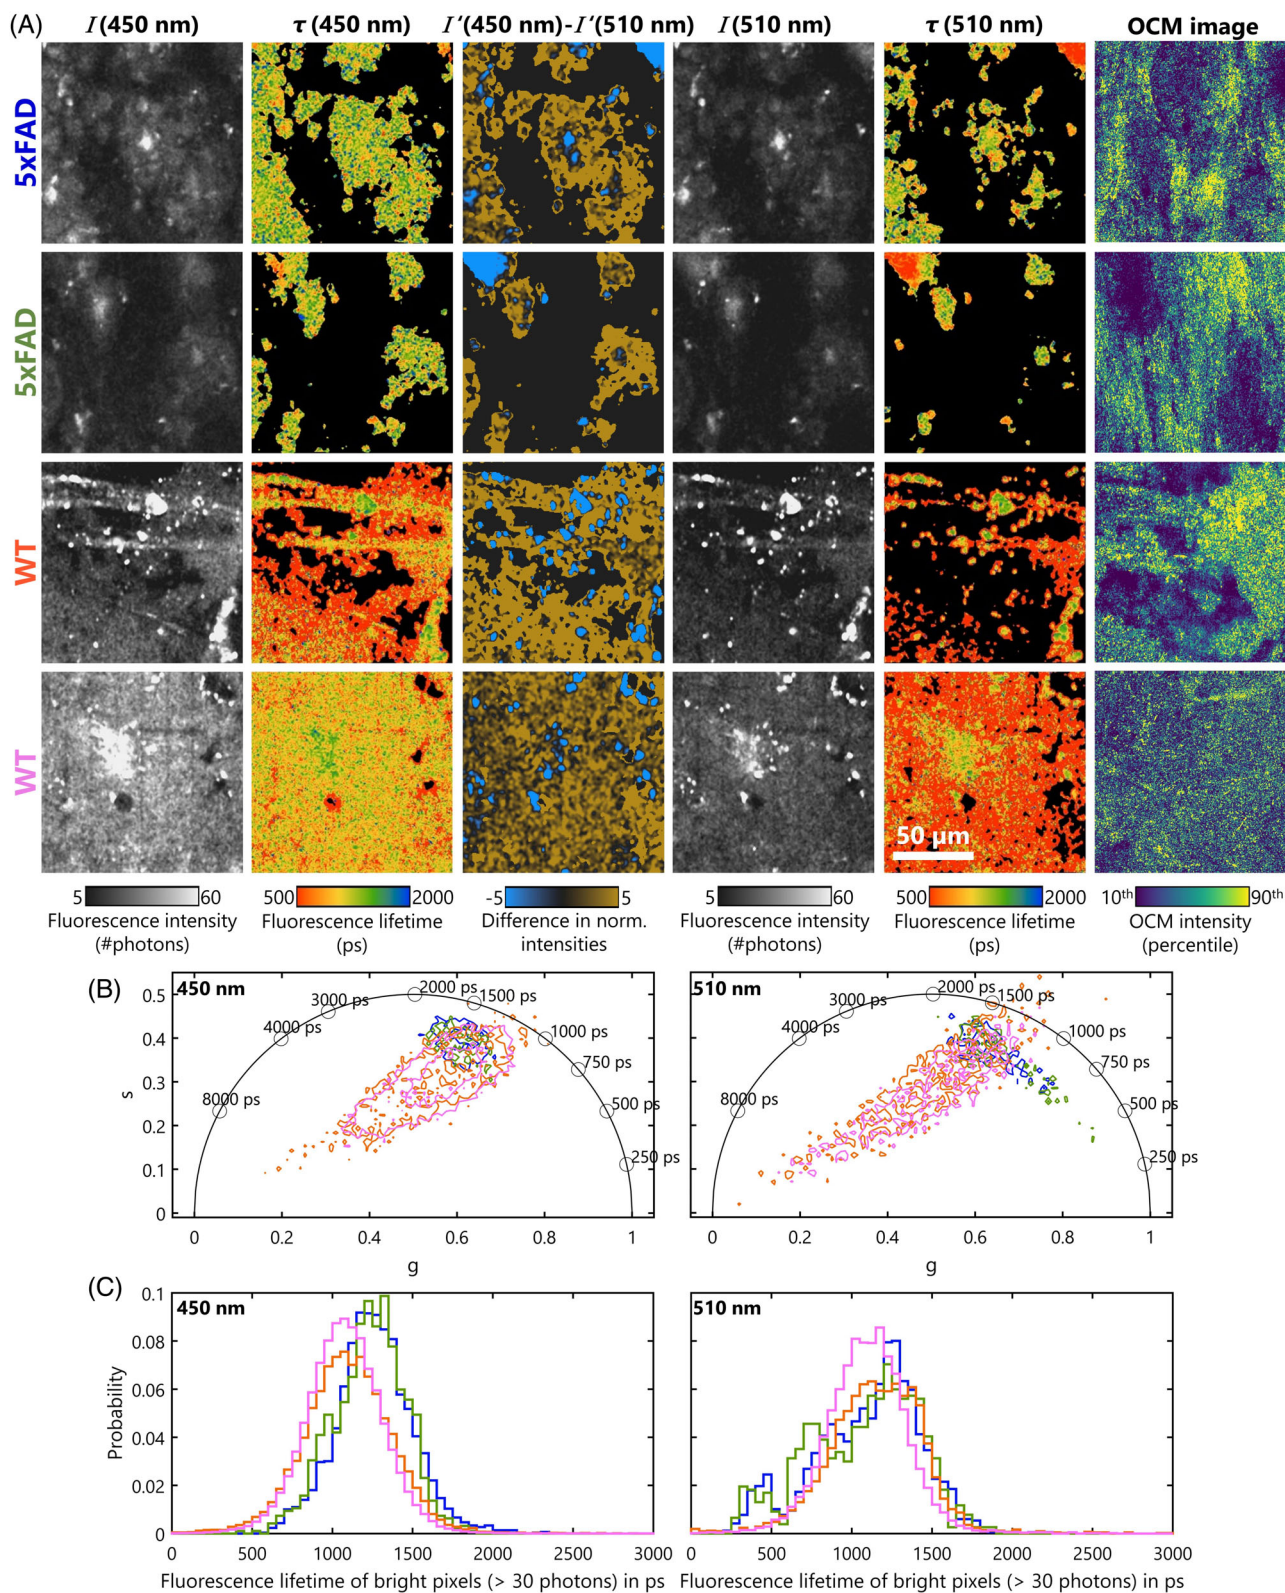 (A) I (450 nm) τ (450 nm) I′(450 nm)-I′(510 nm) I (510 nm) τ (510 nm) OCM image
5xFAD
5xFAD
WT
WT
50 µm
5 60 500 2000 -5 5 5 60 500 2000 10th 90th
Fluorescence intensity Fluorescence lifetime Difference in norm. Fluorescence intensity Fluorescence lifetime OCM intensity
(#photons) (ps) intensities (#photons) (ps) (percentile)
(B) 450 nm 510 nm
0.5 2000 ps 2000 ps
3000 ps 1500 ps 3000 ps 1500 ps
0.4 4000 ps 1000 ps 4000 ps 1000 ps
750 ps 750 ps
s 0.3
8000 ps 500 ps 8000 ps 500 ps
0.2
0.1 250 ps 250 ps
0
0 0.2 0.4 0.6 0.8 1 0 0.2 0.4 0.6 0.8 1
g g
(C) 450 nm 510 nm
0.1
0.08
0.06
Probability
0.04
0.02
0
0 500 1000 1500 2000 2500 3000 0 500 1000 1500 2000 2500 3000
Fluorescence lifetime of bright pixels (> 30 photons) in ps Fluorescence lifetime of bright pixels (> 30 photons) in ps